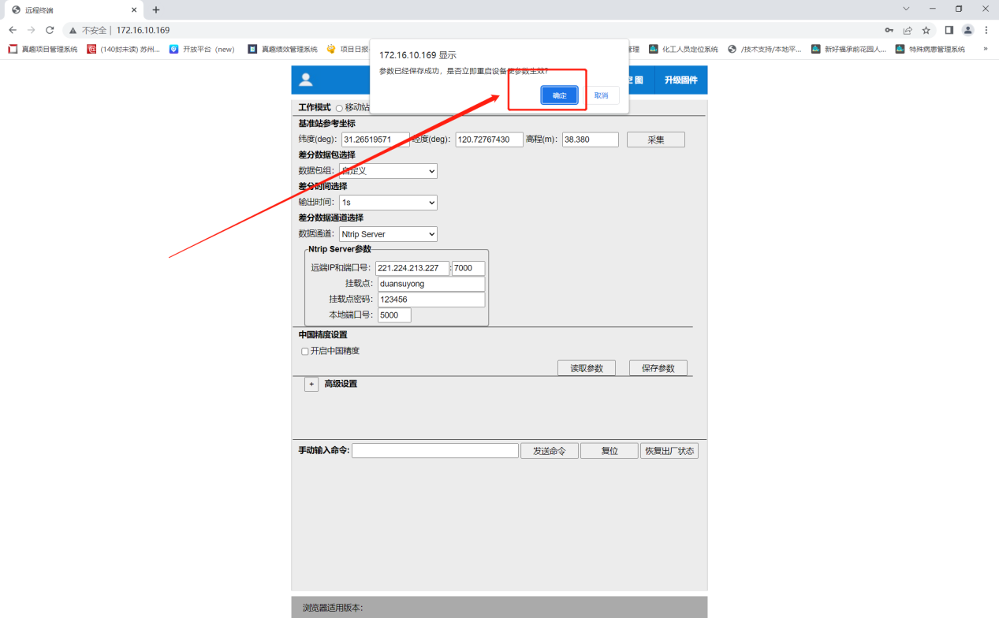 远程终端
不安全 | 172.16.10.169
真趣项目管理系统 (140封未读) 苏州... 开放平台（new） 真趣绩效管理系统 项目日报 管理 化工人员定位系统 /技术支持/本地平... 新好福承前花园人... 特殊病患管理系统 »
172.16.10.169 显示
参数已经保存成功，是否立即重启设备使参数生效?
确定 取消
空图 升级固件
工作模式 移动站
基准站参考坐标
纬度(deg): 31.26519571 经度(deg): 120.72767430 高程(m): 38.380 采集
差分数据包选择
数据包组: 自定义
差分时间选择
输出时间: 1s
差分数据通道选择
数据通道: Ntrip Server
Ntrip Server参数
远端IP和端口号: 221.224.213.227 : 7000
挂载点: duansuyong
挂载点密码: 123456
本地端口号: 5000
中国精度设置
开启中国精度
读取参数 保存参数
+ 高级设置
手动输入命令: 发送命令 复位 恢复出厂状态
浏览器适用版本: